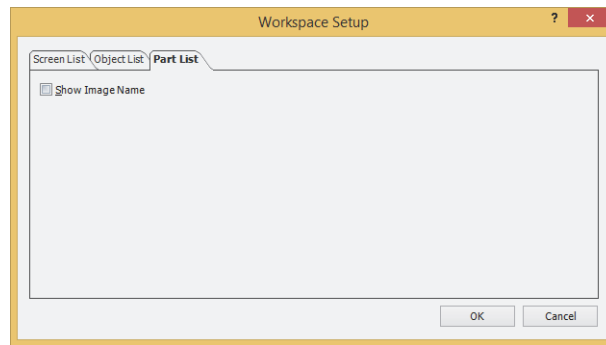 Workspace Setup
?
×
Screen List Object List Part List
Show Image Name
OK Cancel